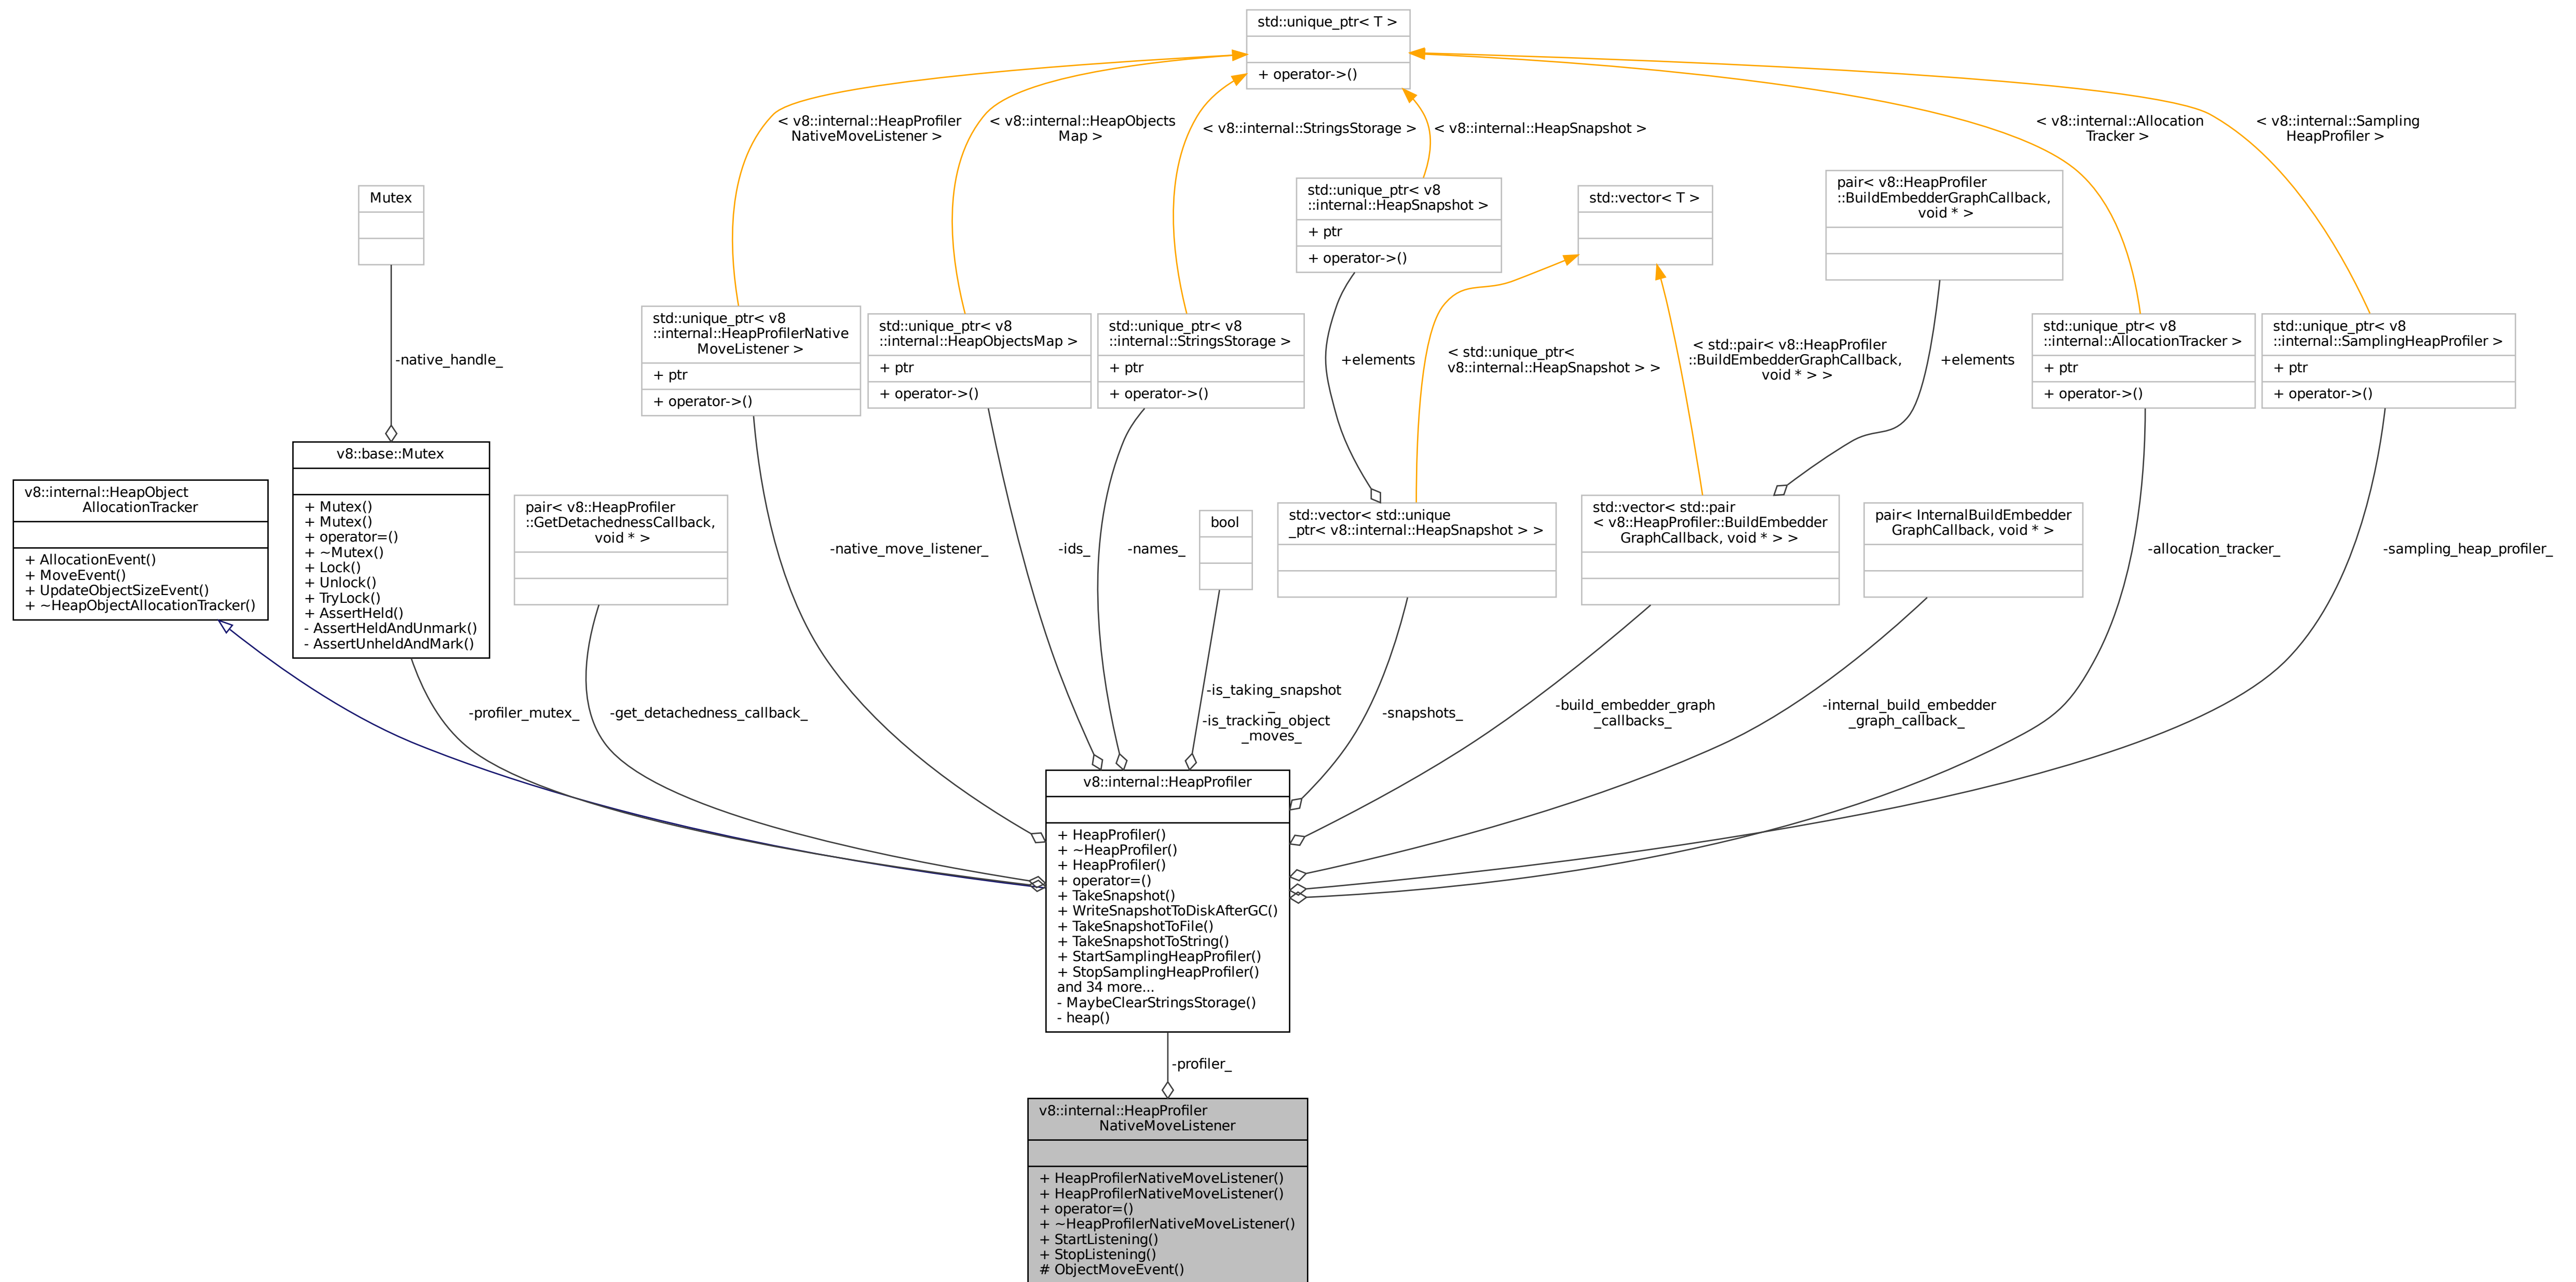 std::unique_ptr< T >
+ operator->()
< v8::internal::HeapProfiler
NativeMoveListener >
< v8::internal::HeapObjects
Map >
< v8::internal::StringsStorage >
< v8::internal::HeapSnapshot >
< v8::internal::Allocation
Tracker >
< v8::internal::Sampling
HeapProfiler >
Mutex
std::unique_ptr< v8
::internal::HeapSnapshot >
+ ptr
+ operator->()
std::vector< T >
pair< v8::HeapProfiler
::BuildEmbedderGraphCallback,
void * >
-native_handle_
std::unique_ptr< v8
::internal::HeapProfilerNative
MoveListener >
+ ptr
+ operator->()
std::unique_ptr< v8
::internal::HeapObjectsMap >
+ ptr
+ operator->()
std::unique_ptr< v8
::internal::StringsStorage >
+ ptr
+ operator->()
+elements
< std::unique_ptr<
v8::internal::HeapSnapshot > >
< std::pair< v8::HeapProfiler
::BuildEmbedderGraphCallback,
void * > >
+elements
std::unique_ptr< v8
::internal::AllocationTracker >
+ ptr
+ operator->()
std::unique_ptr< v8
::internal::SamplingHeapProfiler >
+ ptr
+ operator->()
v8::internal::HeapObject
AllocationTracker
+ AllocationEvent()
+ MoveEvent()
+ UpdateObjectSizeEvent()
+ ~HeapObjectAllocationTracker()
v8::base::Mutex
+ Mutex()
+ Mutex()
+ operator=()
+ ~Mutex()
+ Lock()
+ Unlock()
+ TryLock()
+ AssertHeld()
- AssertHeldAndUnmark()
- AssertUnheldAndMark()
pair< v8::HeapProfiler
::GetDetachednessCallback,
void * >
-native_move_listener_
-ids_
-names_
bool
std::vector< std::unique
_ptr< v8::internal::HeapSnapshot > >
std::vector< std::pair
< v8::HeapProfiler::BuildEmbedder
GraphCallback, void * > >
pair< InternalBuildEmbedder
GraphCallback, void * >
-allocation_tracker_
-sampling_heap_profiler_
-profiler_mutex_
-get_detachedness_callback_
-is_taking_snapshot
_
-is_tracking_object
_moves_
-snapshots_
-build_embedder_graph
_callbacks_
-internal_build_embedder
_graph_callback_
v8::internal::HeapProfiler
+ HeapProfiler()
+ ~HeapProfiler()
+ HeapProfiler()
+ operator=()
+ TakeSnapshot()
+ WriteSnapshotToDiskAfterGC()
+ TakeSnapshotToFile()
+ TakeSnapshotToString()
+ StartSamplingHeapProfiler()
+ StopSamplingHeapProfiler()
and 34 more...
- MaybeClearStringsStorage()
- heap()
-profiler_
v8::internal::HeapProfiler
NativeMoveListener
+ HeapProfilerNativeMoveListener()
+ HeapProfilerNativeMoveListener()
+ operator=()
+ ~HeapProfilerNativeMoveListener()
+ StartListening()
+ StopListening()
# ObjectMoveEvent()